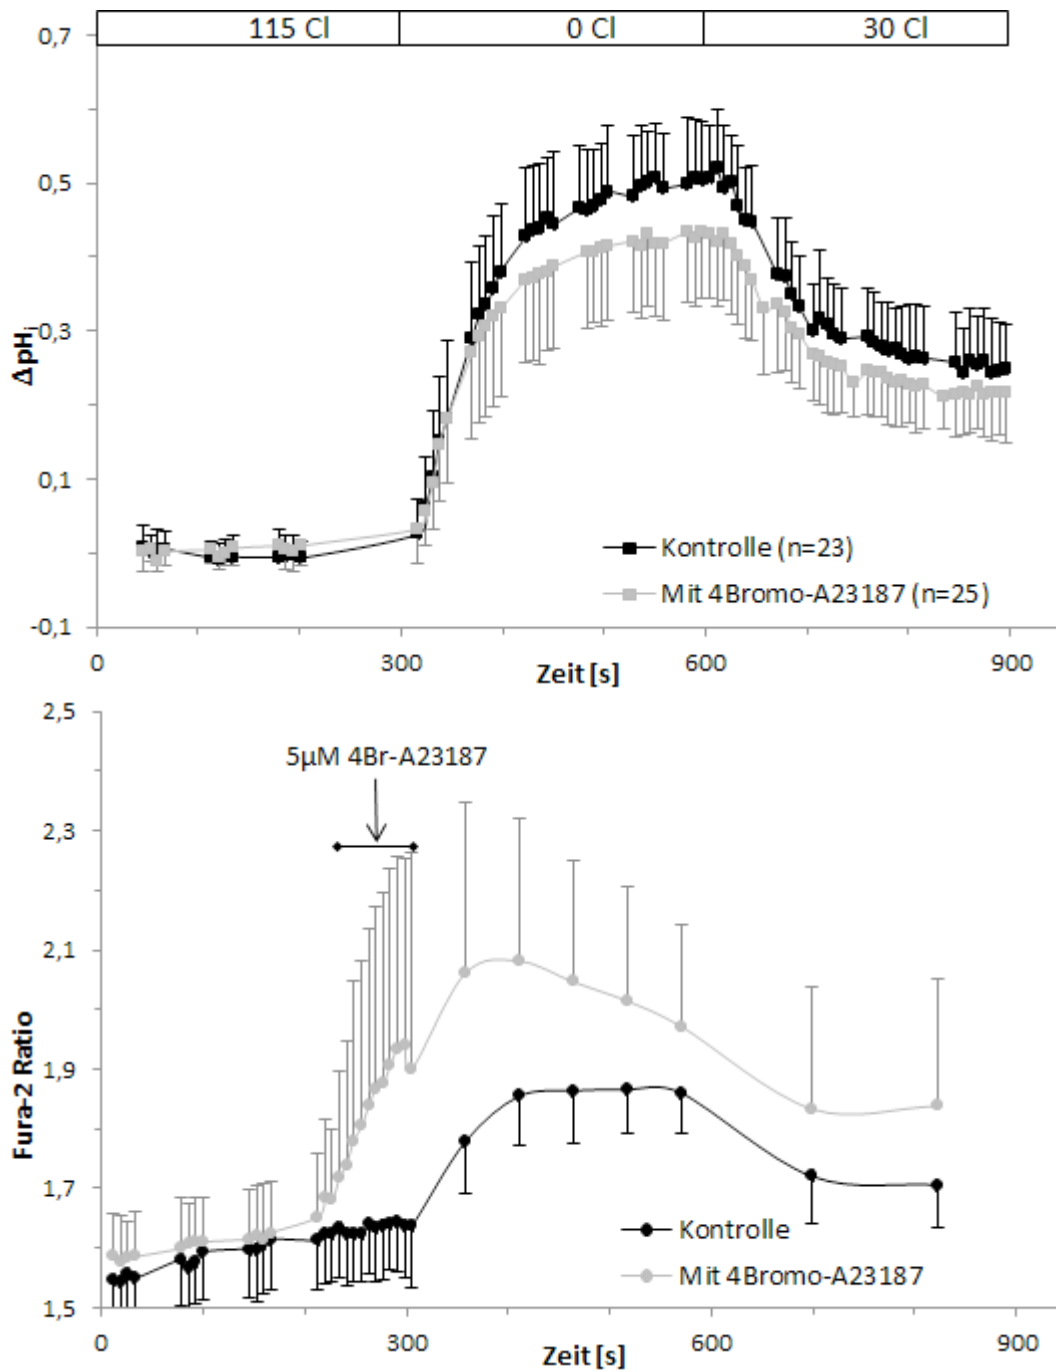 115 Cl 0 Cl 30 Cl
0,7
0,5
0,3
0,1
-0,1
ΔpHi
Kontrolle (n=23)
Mit 4Bromo-A23187 (n=25)
0 300 600 900
Zeit [s]
2,5
2,3
2,1
1,9
1,7
1,5
Fura-2 Ratio
5µM 4Br-A23187
Kontrolle
Mit 4Bromo-A23187
0 300 600 900
Zeit [s]